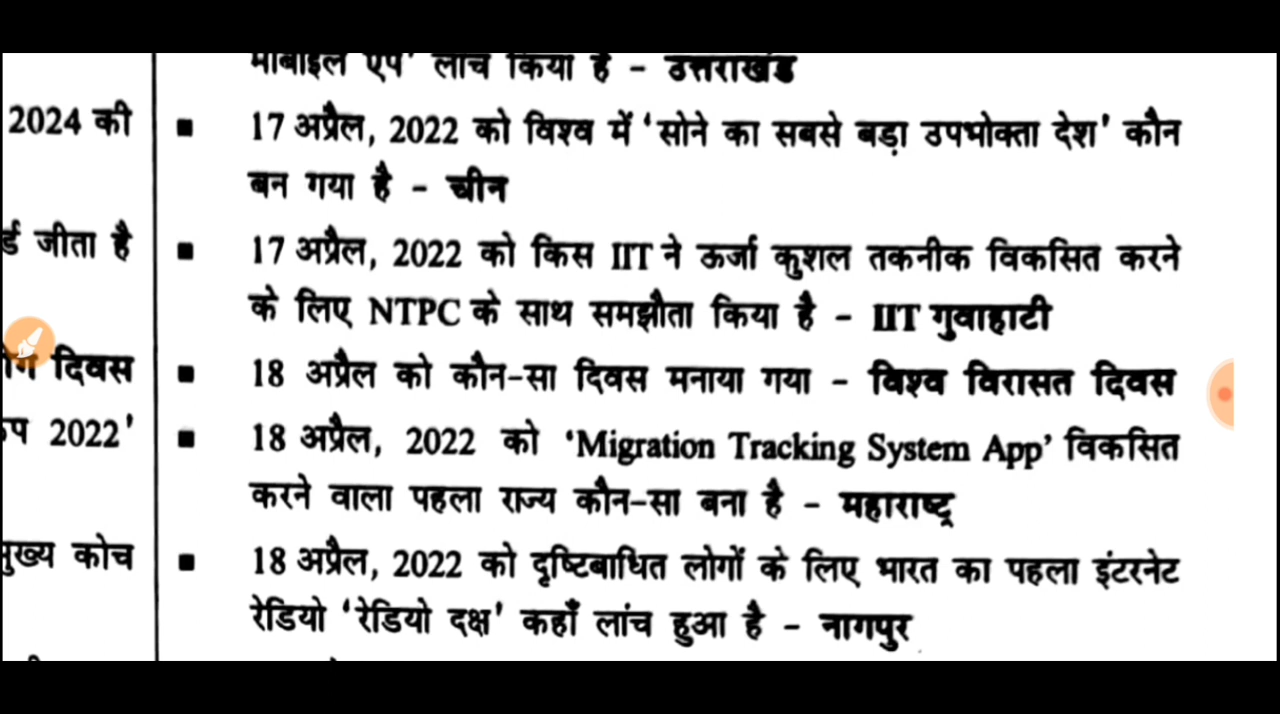 मोबाइल ऐप' लांच किया है - उत्तराखंड
2024 की
17 अप्रैल, 2022 को विश्व में 'सोने का सबसे बड़ा उपभोक्ता देश' कौन
बन गया है - चीन
जीता है
17 अप्रैल, 2022 को किस IIT ने ऊर्जा कुशल तकनीक विकसित करने
के लिए NTPC के साथ समझौता किया है - IIT गुवाहाटी
दिवस
18 अप्रैल को कौन-सा दिवस मनाया गया - विश्व विरासत दिवस
2022'
18 अप्रैल, 2022 को 'Migration Tracking System App' विकसित
करने वाला पहला राज्य कौन-सा बना है - महाराष्ट्र
कोच
18 अप्रैल, 2022 को दृष्टिबाधित लोगों के लिए भारत का पहला इंटरनेट
रेडियो 'रेडियो दक्ष' कहाँ लांच हुआ है - नागपुर